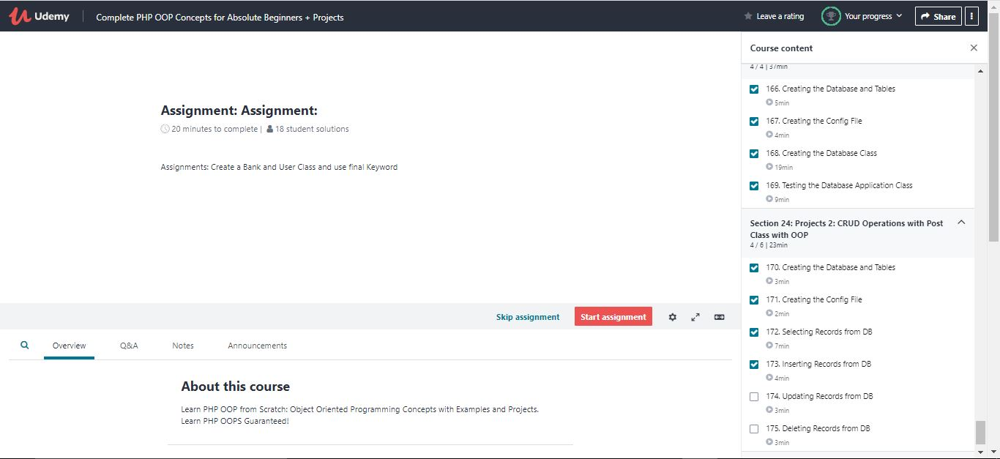 Udemy
Complete PHP OOP Concepts for Absolute Beginners + Projects
Leave a rating
Your progress
Share
Assignment: Assignment:
20 minutes to complete | 18 student solutions
Assignments: Create a Bank and User Class and use final Keyword
Skip assignment
Start assignment
Overview
Q&A
Notes
Announcements
About this course
Learn PHP OOP from Scratch: Object Oriented Programming Concepts with Examples and Projects.
Learn PHP OOPS Guaranteed!
Course content
4 / 4 | 37min
166. Creating the Database and Tables
5min
167. Creating the Config File
4min
168. Creating the Database Class
19min
169. Testing the Database Application Class
9min
Section 24: Projects 2: CRUD Operations with Post
Class with OOP
4 / 6 | 23min
170. Creating the Database and Tables
3min
171. Creating the Config File
2min
172. Selecting Records from DB
7min
173. Inserting Records from DB
4min
174. Updating Records from DB
3min
175. Deleting Records from DB
3min